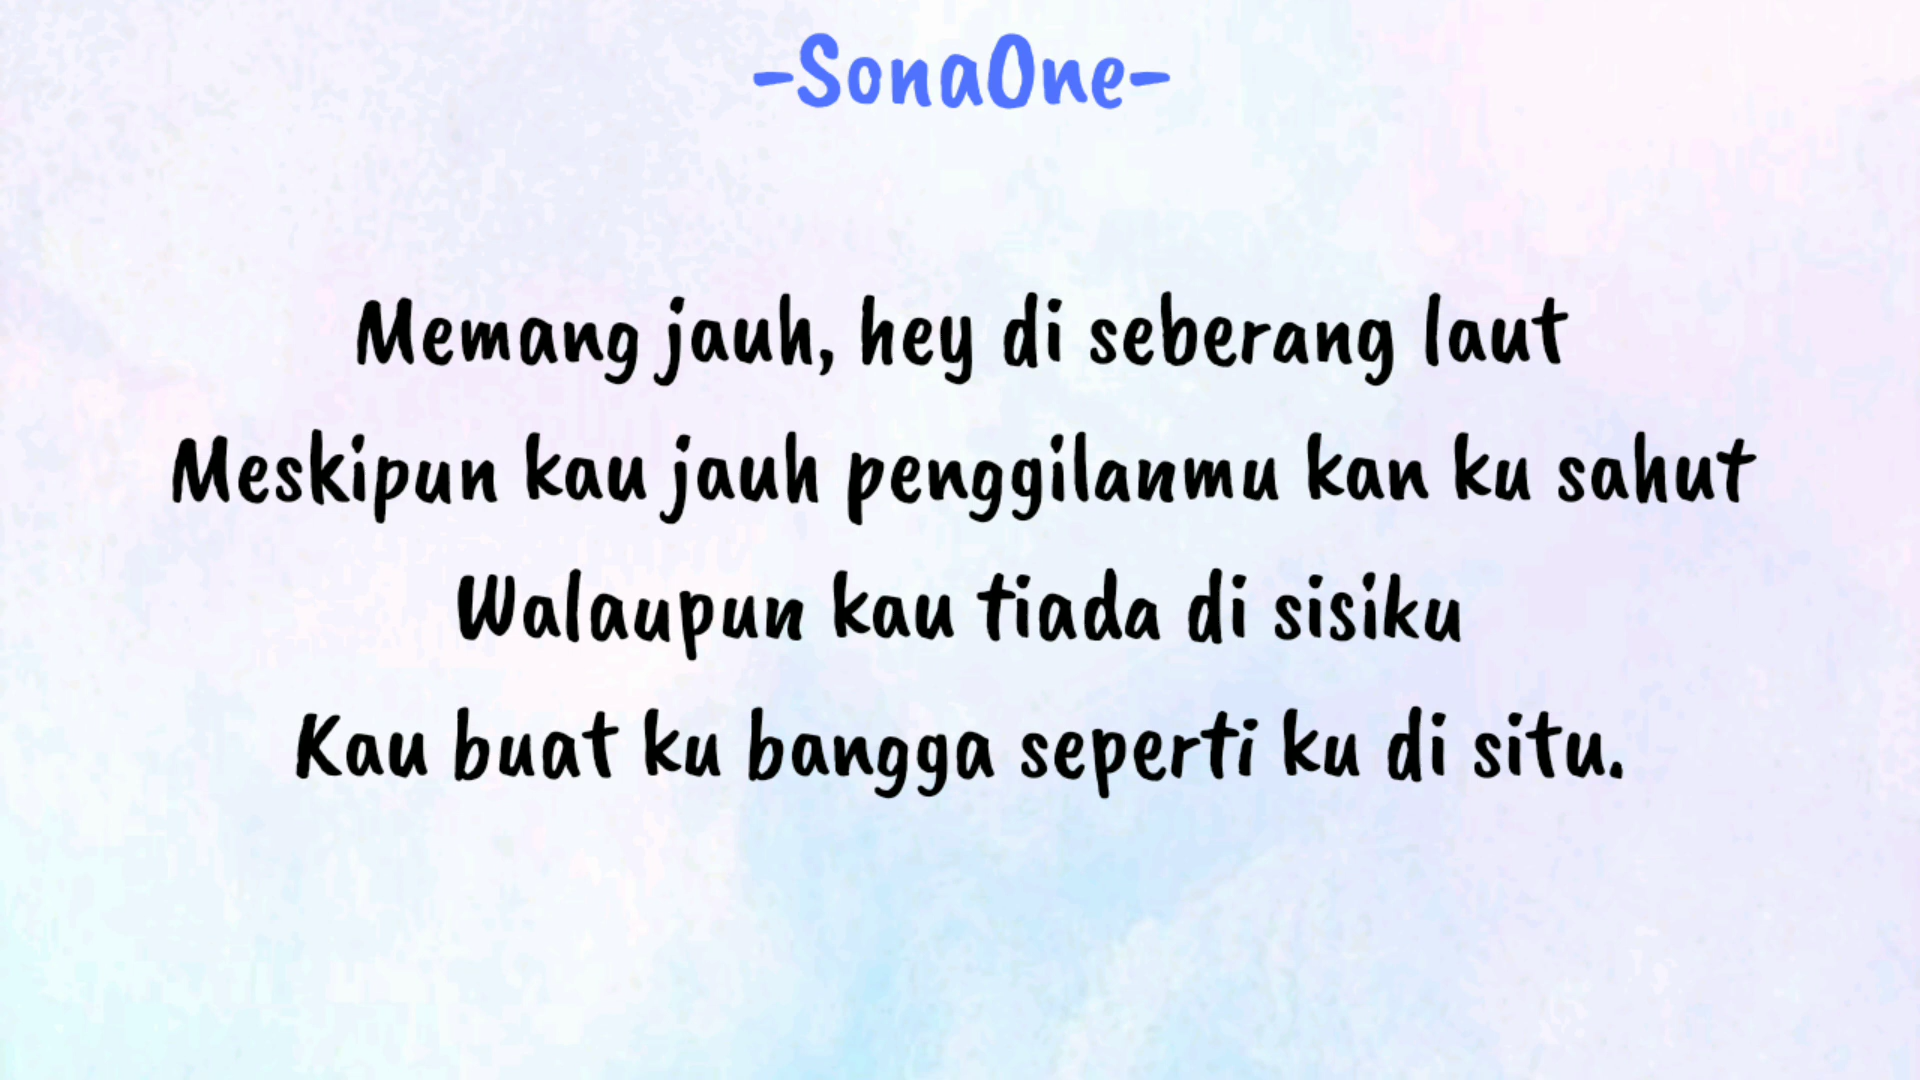 -SonaOne-
Memang jauh, hey di seberang laut
Meskipun kau jauh penggilanmu kan ku sahut
Walaupun kau tiada di sisiku
Kau buat ku bangga seperti ku di situ.